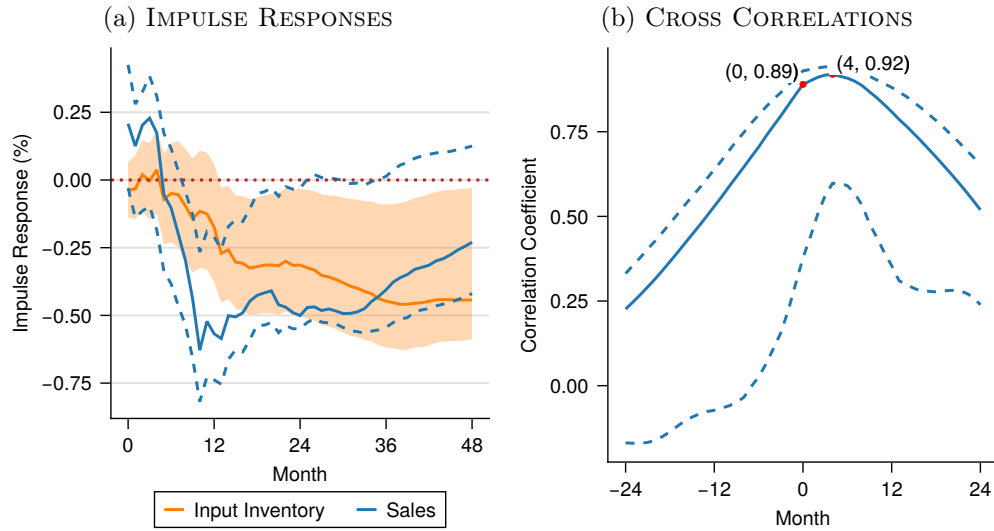 (a) Impulse Responses
Impulse Response (%)
0.25
0.00
−0.25
−0.50
−0.75
0
12
24
36
48
Month
Input Inventory
Sales
(b) Cross Correlations
Correlation Coefficient
(0, 0.89)
(4, 0.92)
0.75
0.50
0.25
0.00
−24
−12
0
12
24
Month